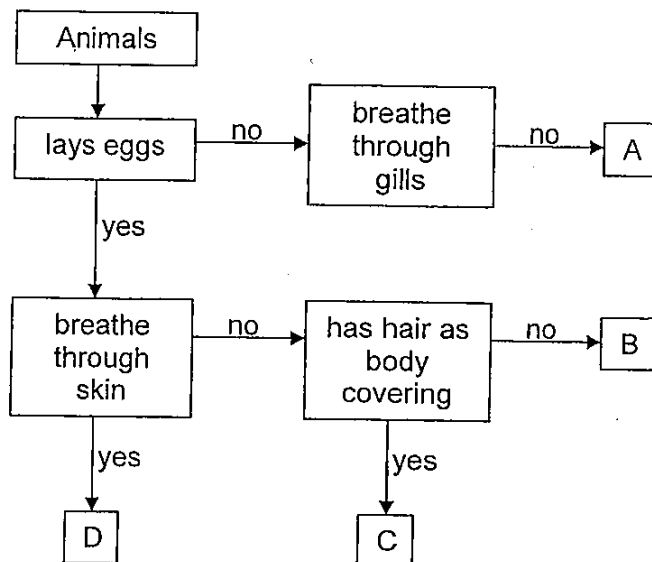 Animals
lays eggs
no
breathe
through
gills
no
A
yes
breathe
through
skin
no
has hair as
body
covering
no
B
yes
D
yes
C